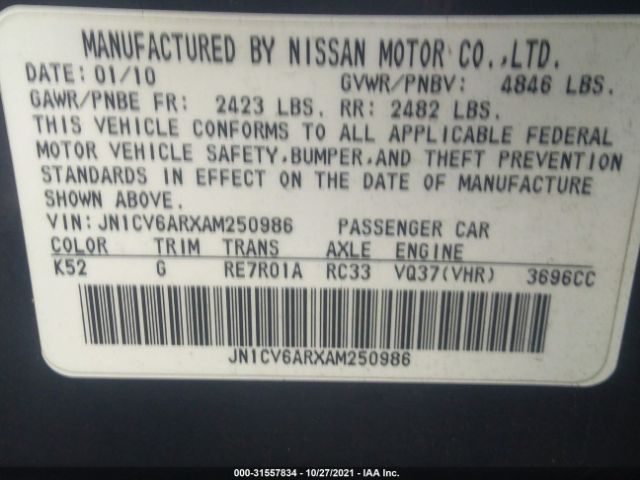 MANUFACTURED BY NISSAN MOTOR CO.,LTD.
DATE: 01/10 GVWR/PNBV: 4846 LBS.
GAWR/PNBE FR: 2423 LBS. RR: 2482 LBS.
THIS VEHICLE CONFORMS TO ALL APPLICABLE FEDERAL
MOTOR VEHICLE SAFETY,BUMPER,AND THEFT PREVENTION
STANDARDS IN EFFECT ON THE DATE OF MANUFACTURE
SHOWN ABOVE.
VIN: JN1CV6ARXAM250986 PASSENGER CAR
COLOR TRIM TRANS AXLE ENGINE
K52 G RE7R01A RC33 VQ37(VHR) 3696CC
JN1CV6ARXAM250986
000-31557834 - 10/27/2021 - IAA Inc.